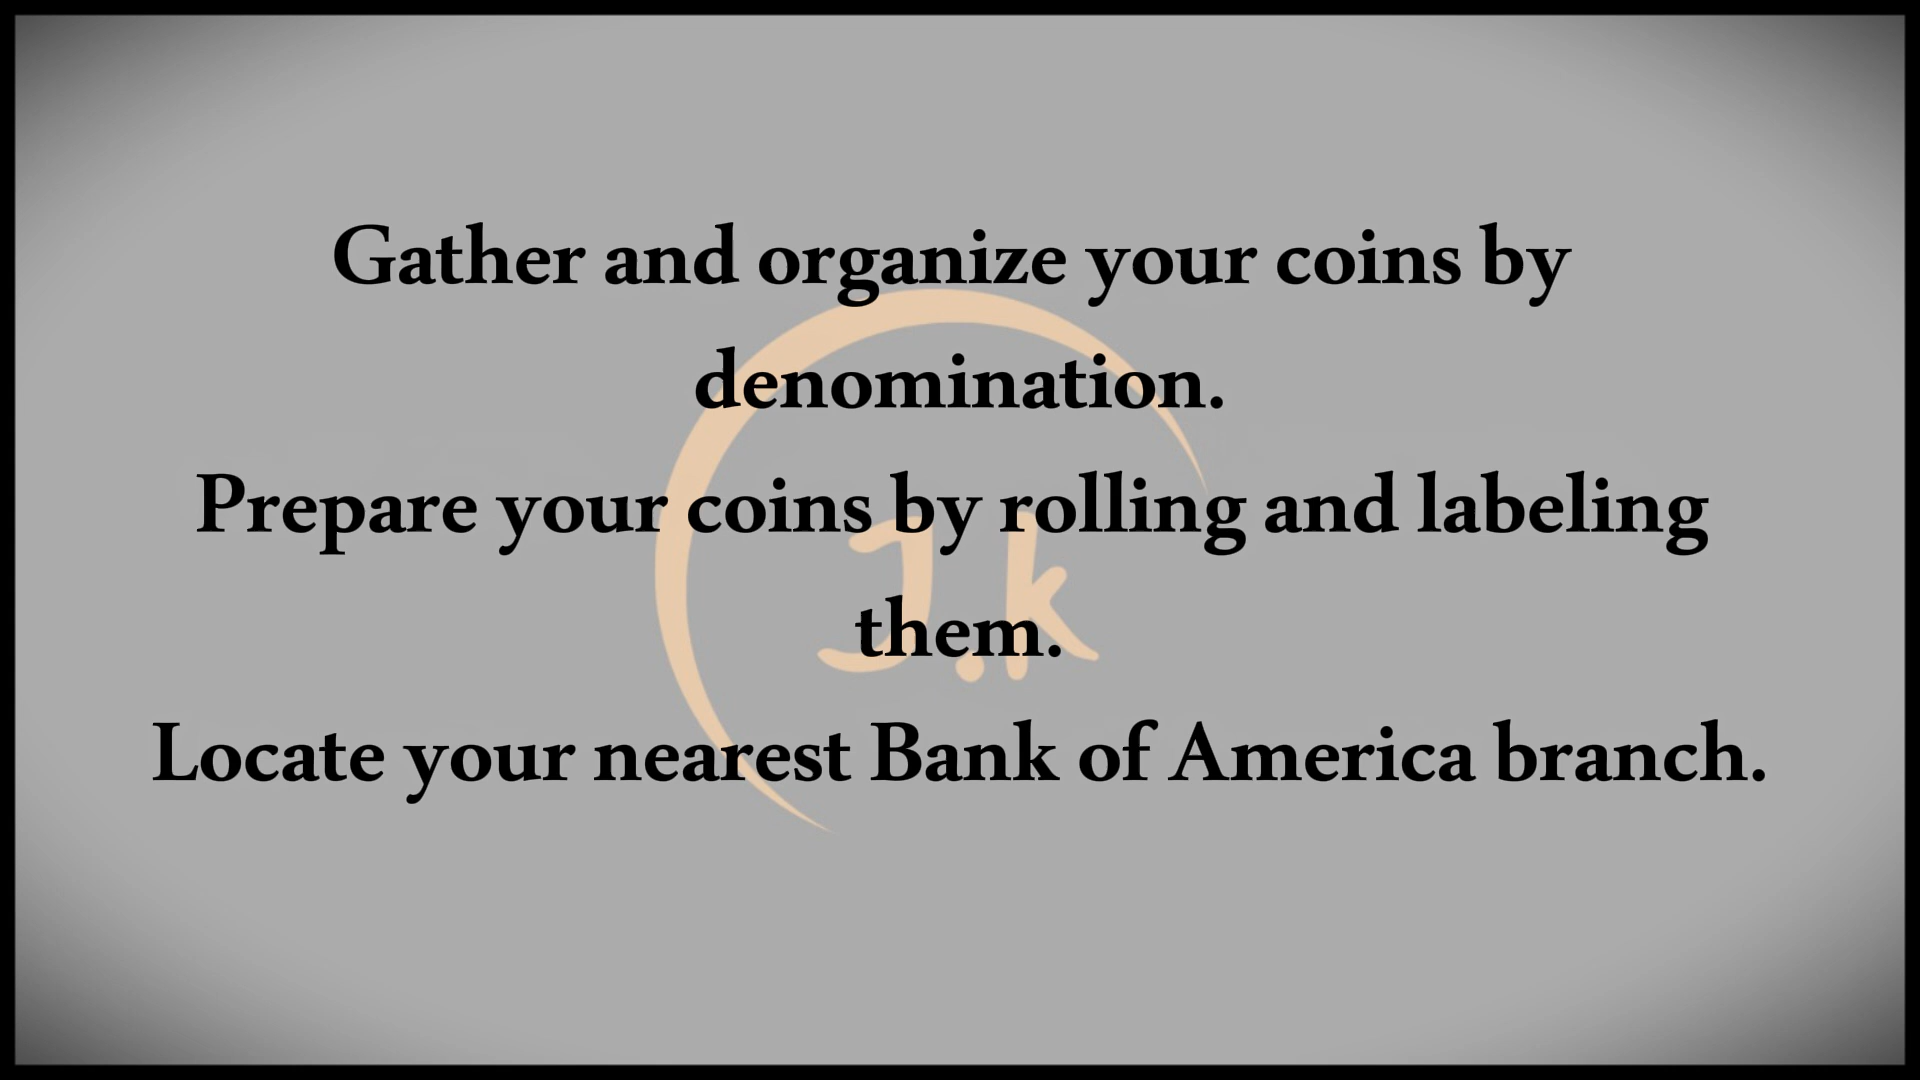 Gather and organize your coins by
denomination.
Prepare your coins by rolling and labeling
them.
Locate your nearest Bank of America branch.
J.k